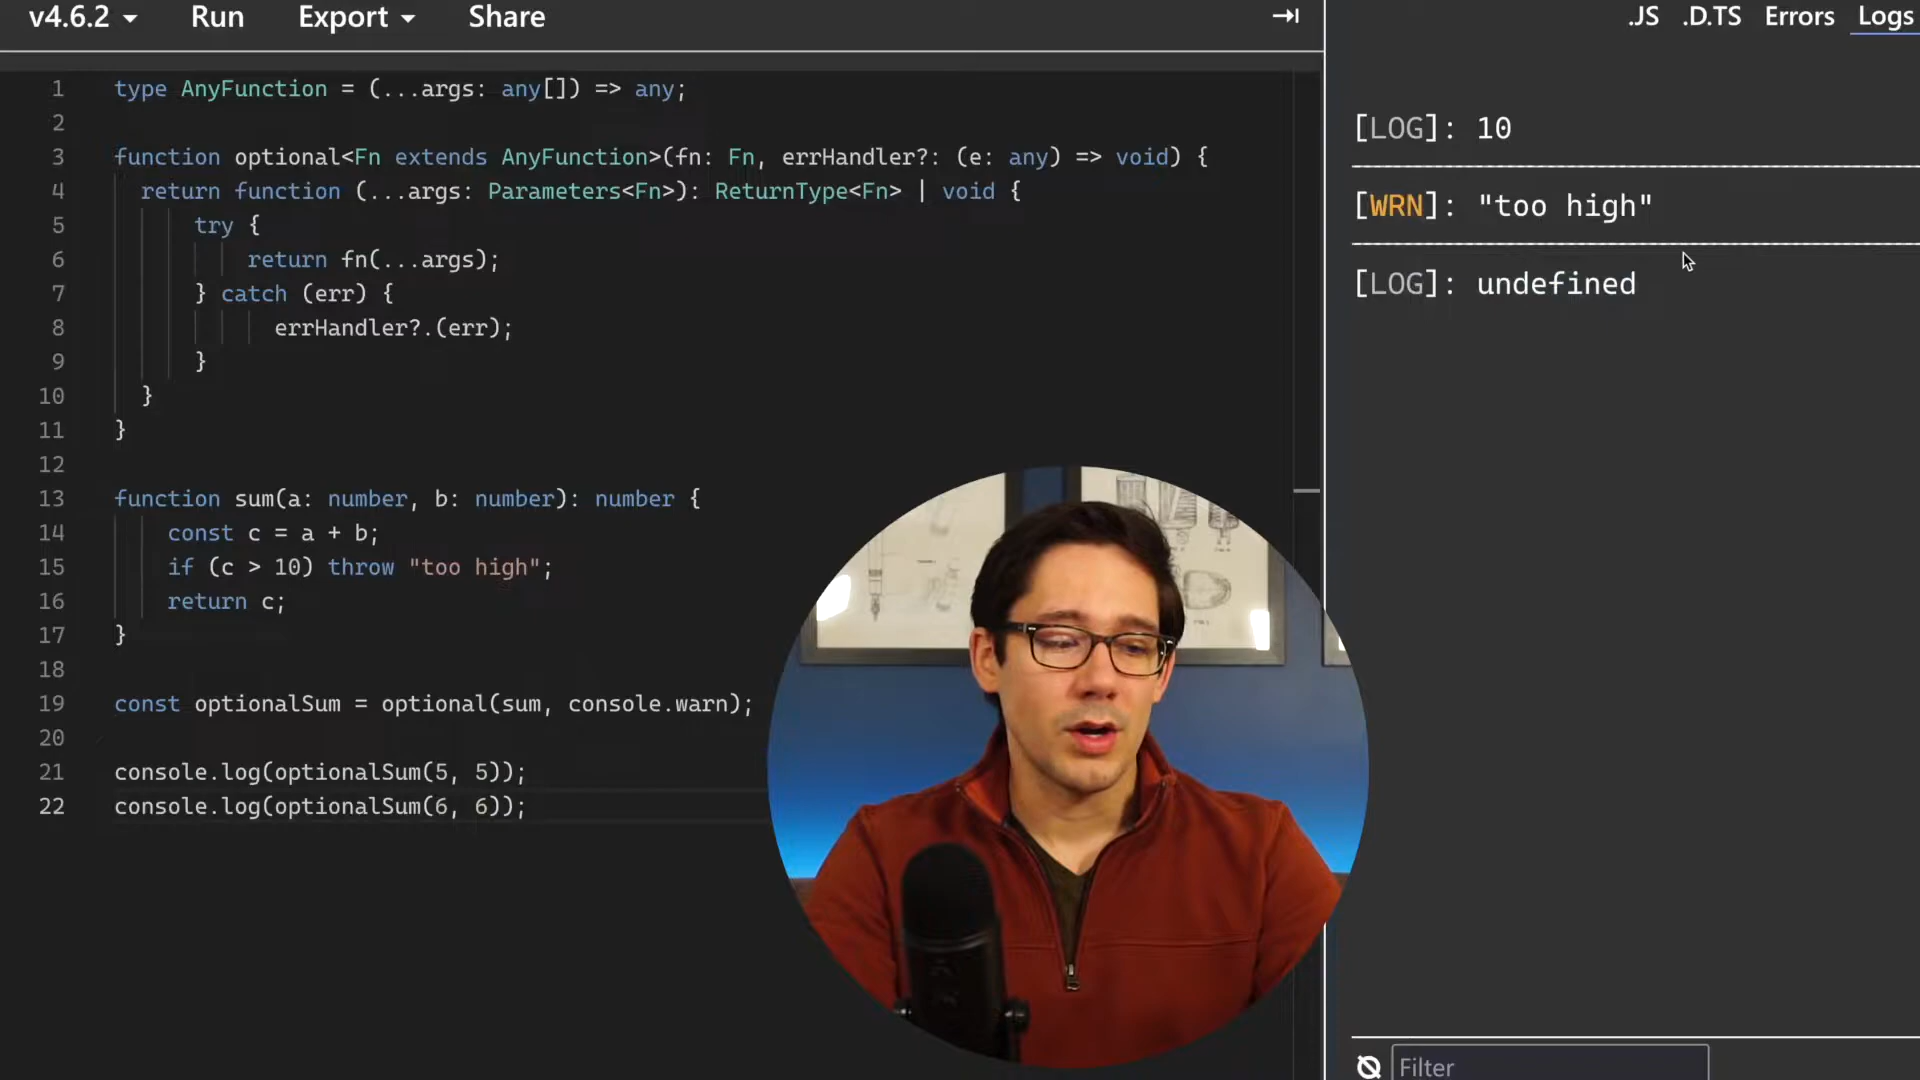 v4.6.2 Run Export Share
.JS .D.TS Errors Logs
1 type AnyFunction = (...args: any[]) => any;
2
3 function optional<Fn extends AnyFunction>(fn: Fn, errHandler?: (e: any) => void) {
4 return function (...args: Parameters<Fn>): ReturnType<Fn> | void {
5 try {
6 return fn(...args);
7 } catch (err) {
8 errHandler?.(err);
9 }
10 }
11 }
12
13 function sum(a: number, b: number): number {
14 const c = a + b;
15 if (c > 10) throw "too high";
16 return c;
17 }
18
19 const optionalSum = optional(sum, console.warn);
20
21 console.log(optionalSum(5, 5));
22 console.log(optionalSum(6, 6));
[LOG]: 10
[WRN]: "too high"
[LOG]: undefined
Filter